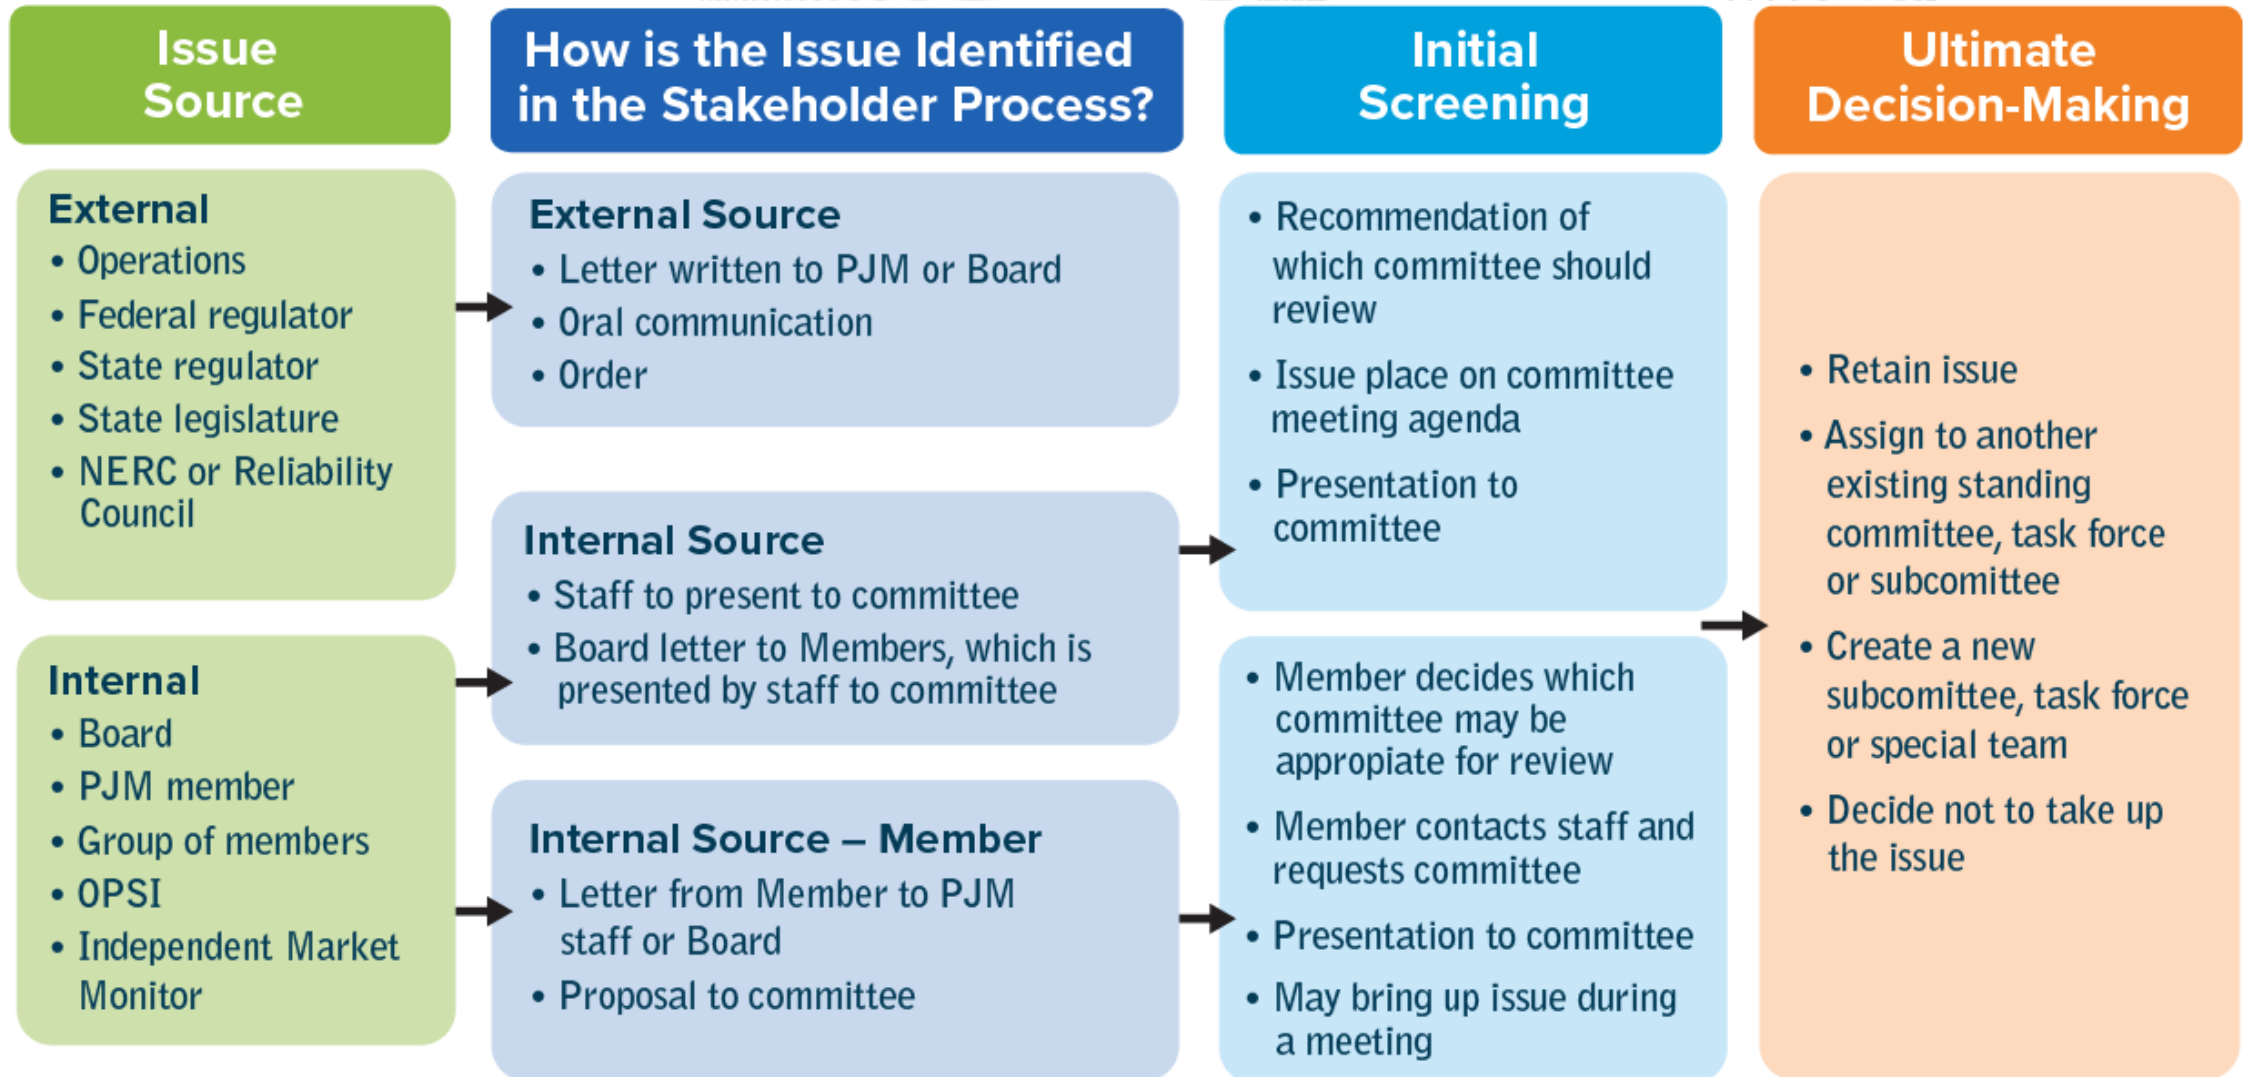 Issue
Source
How is the Issue Identified
in the Stakeholder Process?
Initial
Screening
Ultimate
Decision-Making
External
• Operations
• Federal regulator
• State regulator
• State legislature
• NERC or Reliability
Council
Internal
• Board
• PJM member
• Group of members
• OPSI
• Independent Market
Monitor
External Source
• Letter written to PJM or Board
• Oral communication
• Order
Internal Source
• Staff to present to committee
• Board letter to Members, which is
presented by staff to committee
Internal Source – Member
• Letter from Member to PJM
staff or Board
• Proposal to committee
• Recommendation of
which committee should
review
• Issue place on committee
meeting agenda
• Presentation to
committee
• Member decides which
committee may be
appropiate for review
• Member contacts staff and
requests committee
• Presentation to committee
• May bring up issue during
a meeting
• Retain issue
• Assign to another
existing standing
committee, task force
or subcomittee
• Create a new
subcomittee, task force
or special team
• Decide not to take up
the issue